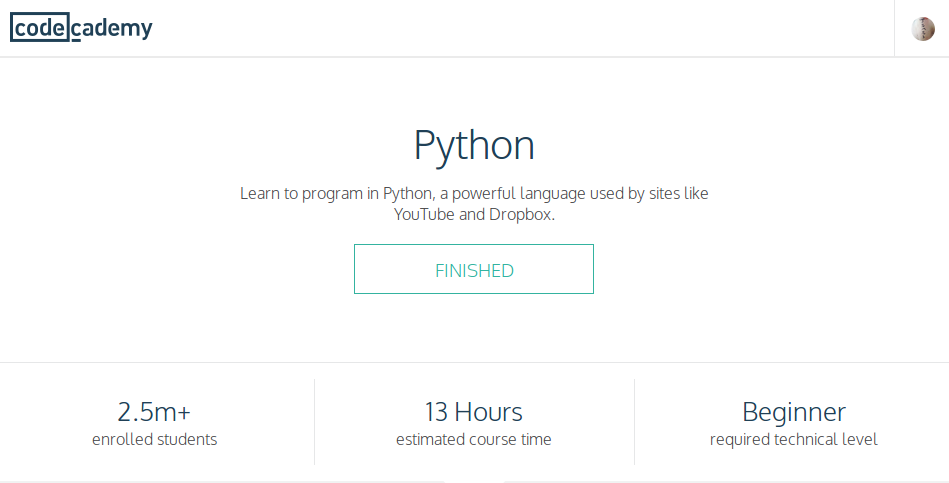 codecademy
Python
Learn to program in Python, a powerful language used by sites like
YouTube and Dropbox.
FINISHED
2.5m+
enrolled students
13 Hours
estimated course time
Beginner
required technical level